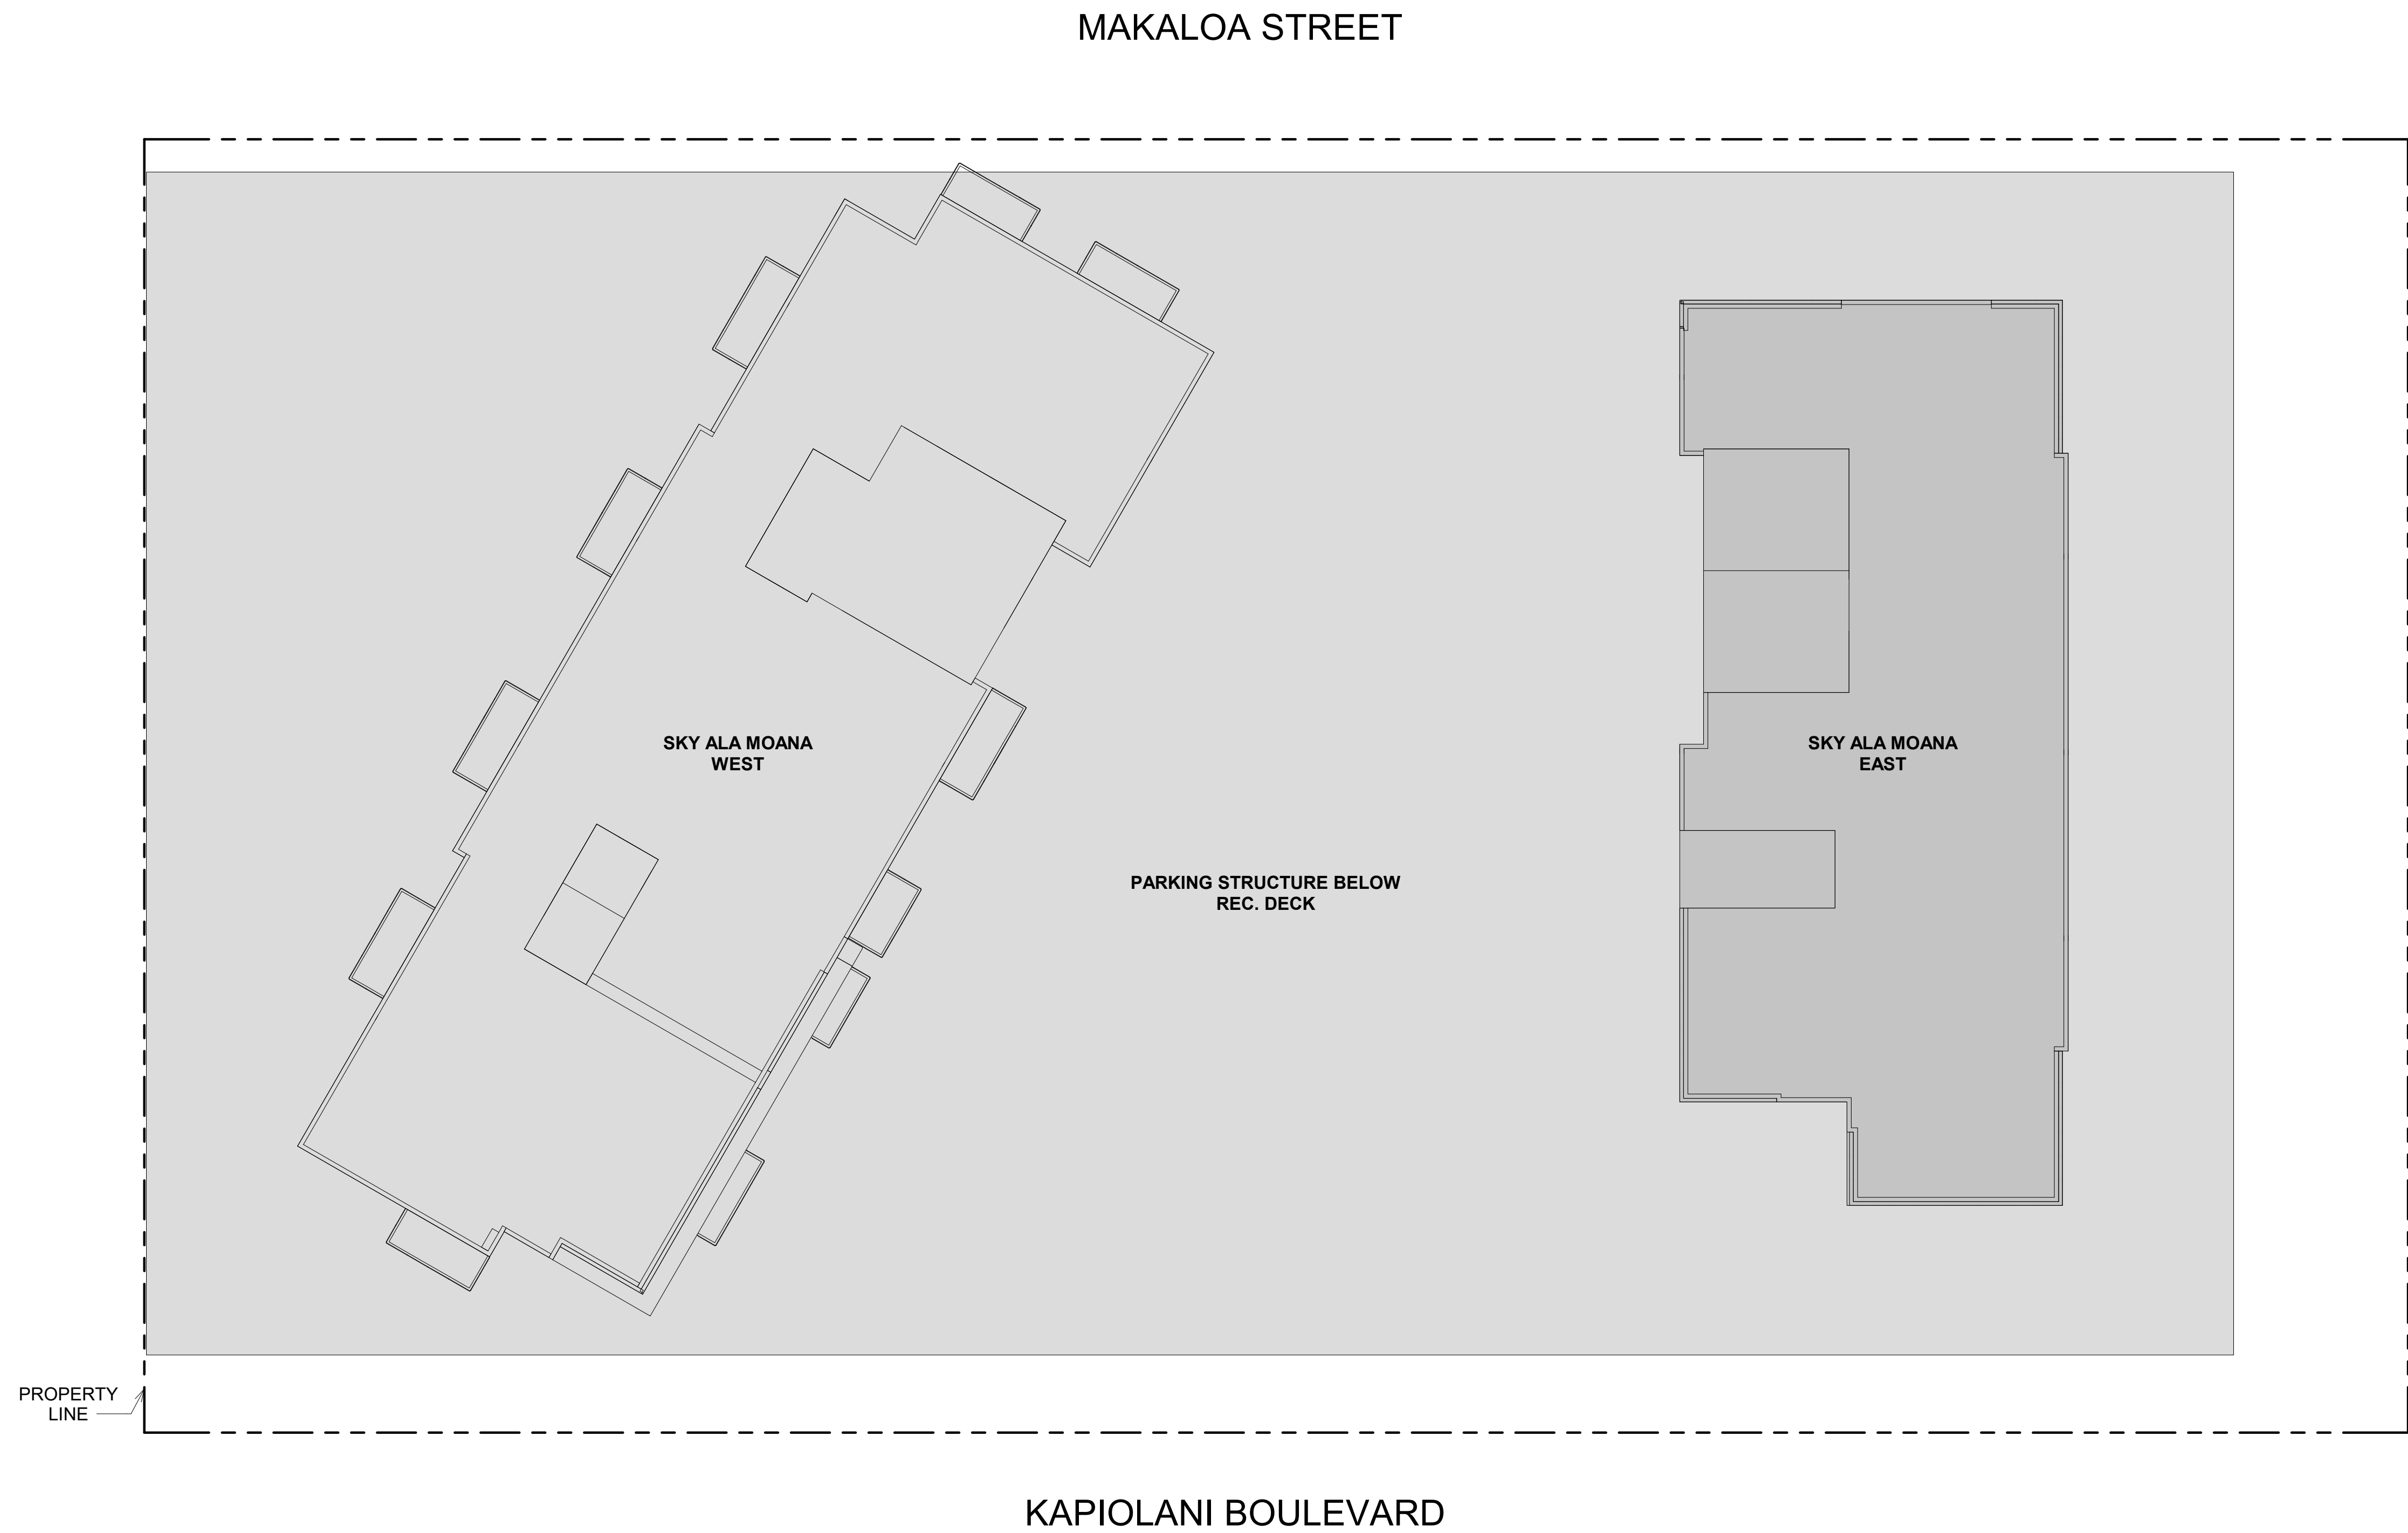 MAKALOA STREET
SKY ALA MOANA
WEST
SKY ALA MOANA
EAST
PARKING STRUCTURE BELOW
REC. DECK
PROPERTY
LINE
KAPIOLANI BOULEVARD